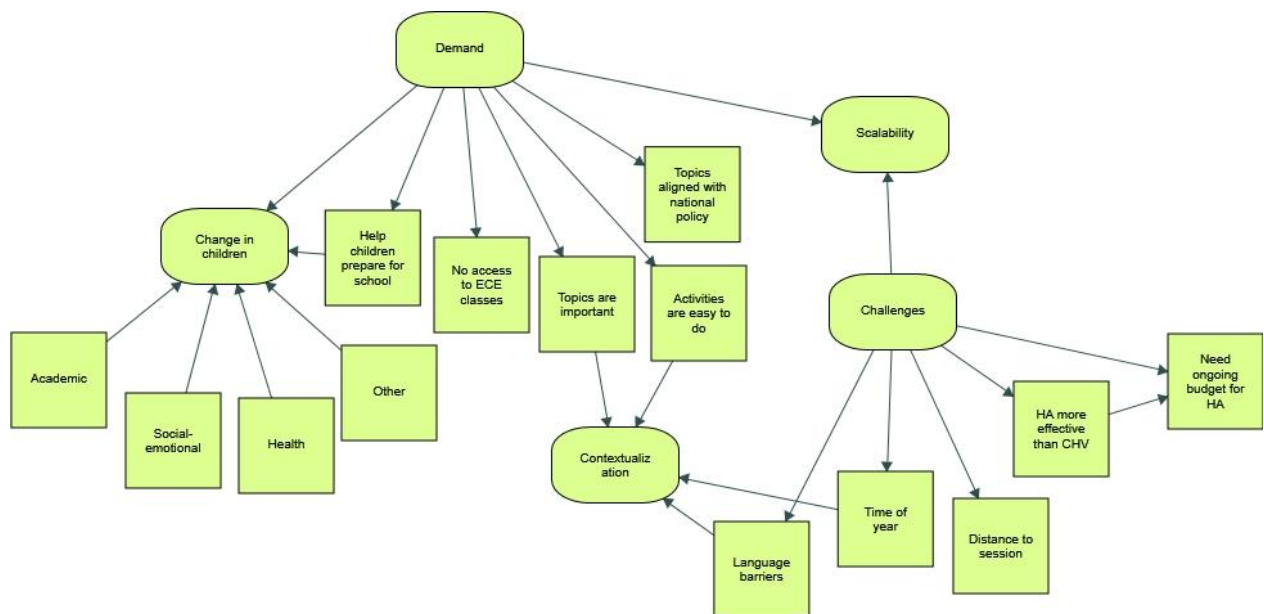 Demand
Scalability
Topics
aligned with
national
policy
Change in
children
Help
children
prepare for
school
No access
to ECE
classes
Topics are
important
Activities
are easy to
do
Challenges
Academic
Other
Need
ongoing
budget for
HA
Social-
emotional
Health
HA more
effective
than CHV
Contextualiz
ation
Time of
year
Distance to
session
Language
barriers